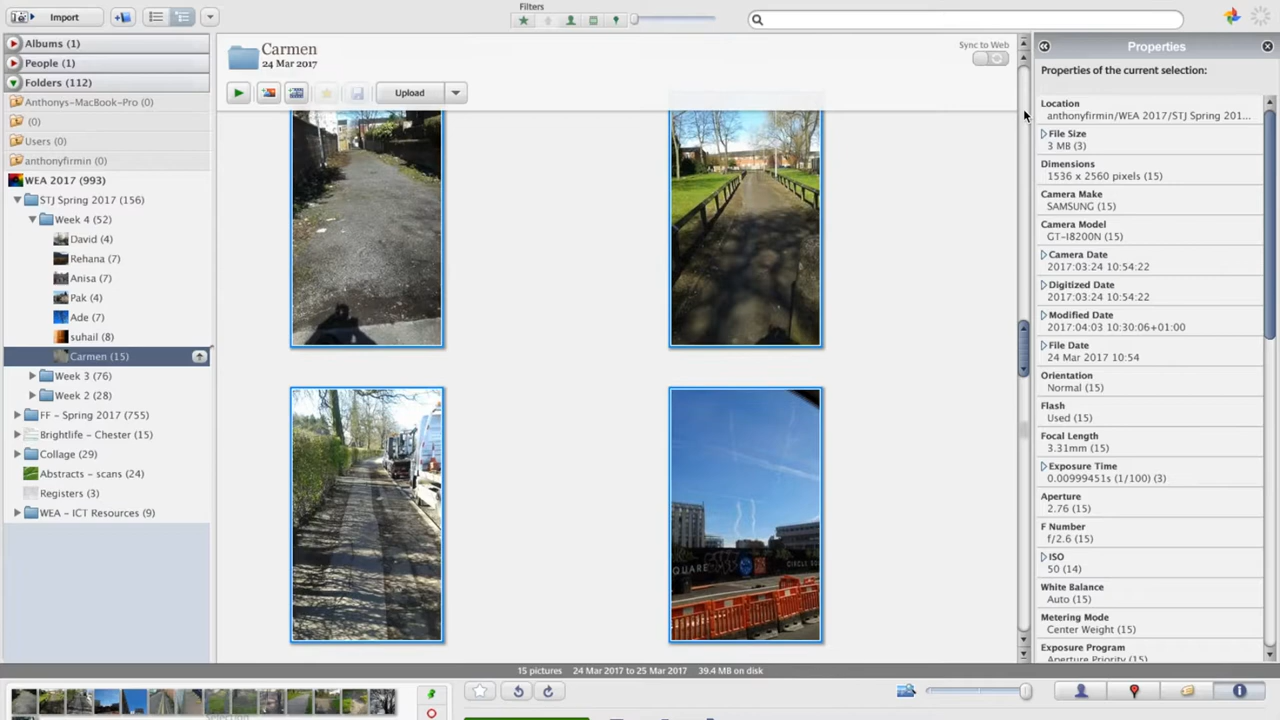 Import
Filters
Albums (1)
People (1)
Folders (112)
Anthonys-MacBook-Pro (0)
(0)
Users (0)
anthonyfirmin (0)
WEA 2017 (993)
STJ Spring 2017 (156)
Week 4 (52)
David (4)
Rehana (7)
Anisa (7)
Pak (4)
Ade (7)
suhail (8)
Carmen (15)
Week 3 (76)
Week 2 (28)
FF - Spring 2017 (755)
Brightlife - Chester (15)
Collage (29)
Abstracts - scans (24)
Registers (3)
WEA - ICT Resources (9)
Carmen
24 Mar 2017
Sync to Web
Upload
QUARE
CIRCLE SQ
15 pictures 24 Mar 2017 to 25 Mar 2017 39.4 MB on disk
Selection
Properties
Properties of the current selection:
Location
anthonyfirmin/WEA 2017/STJ Spring 201...
File Size
3 MB (3)
Dimensions
1536 x 2560 pixels (15)
Camera Make
SAMSUNG (15)
Camera Model
GT-I8200N (15)
Camera Date
2017:03:24 10:54:22
Digitized Date
2017:03:24 10:54:22
Modified Date
2017:04:03 10:30:06+01:00
File Date
24 Mar 2017 10:54
Orientation
Normal (15)
Flash
Used (15)
Focal Length
3.31mm (15)
Exposure Time
0.00999451s (1/100) (3)
Aperture
2.76 (15)
F Number
f/2.6 (15)
ISO
50 (14)
White Balance
Auto (15)
Metering Mode
Center Weight (15)
Exposure Program
Aperture Priority (15)